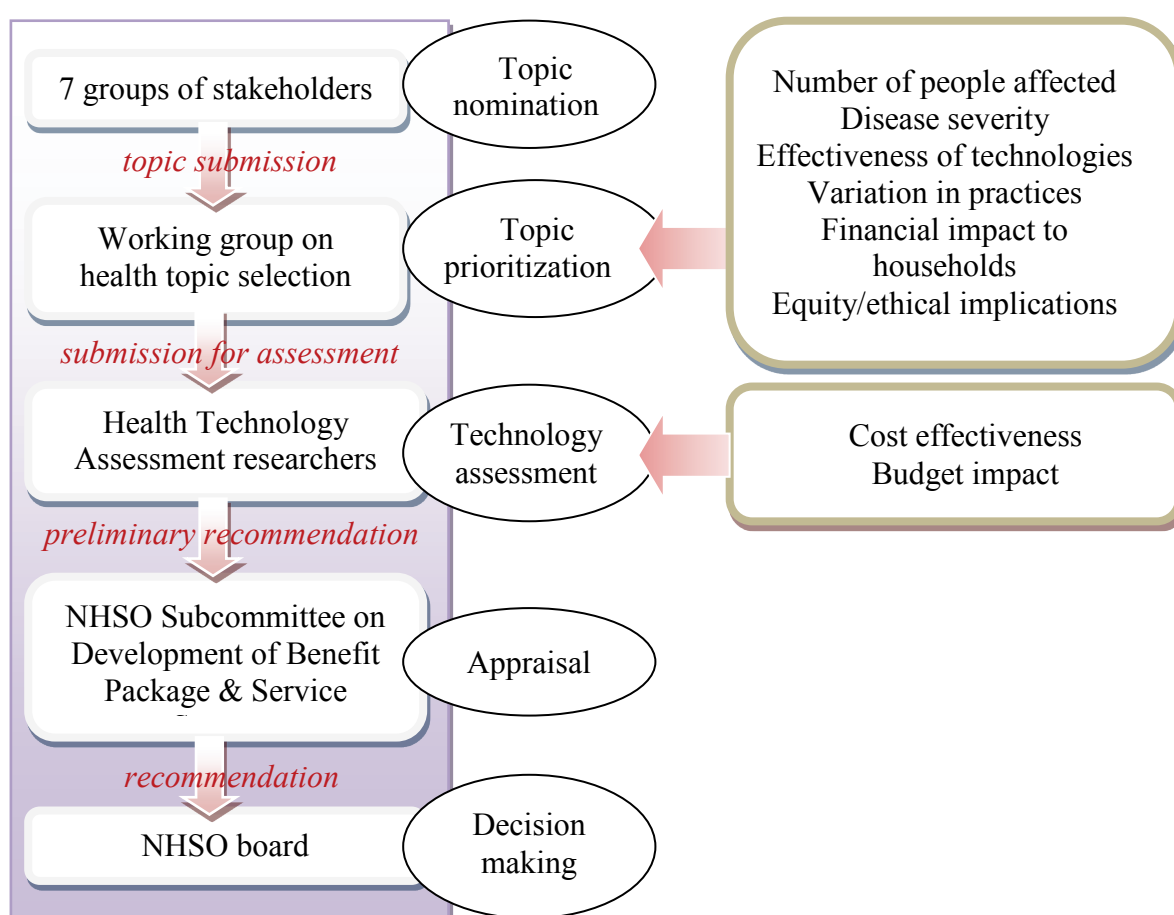 7 groups of stakeholders
Topic
nomination
topic submission
Working group on
health topic selection
Topic
prioritization
Number of people affected
Disease severity
Effectiveness of technologies
Variation in practices
Financial impact to
households
Equity/ethical implications
submission for assessment
Health Technology
Assessment researchers
Technology
assessment
Cost effectiveness
Budget impact
preliminary recommendation
NHSO Subcommittee on
Development of Benefit
Package & Service
Appraisal
recommendation
NHSO board
Decision
making